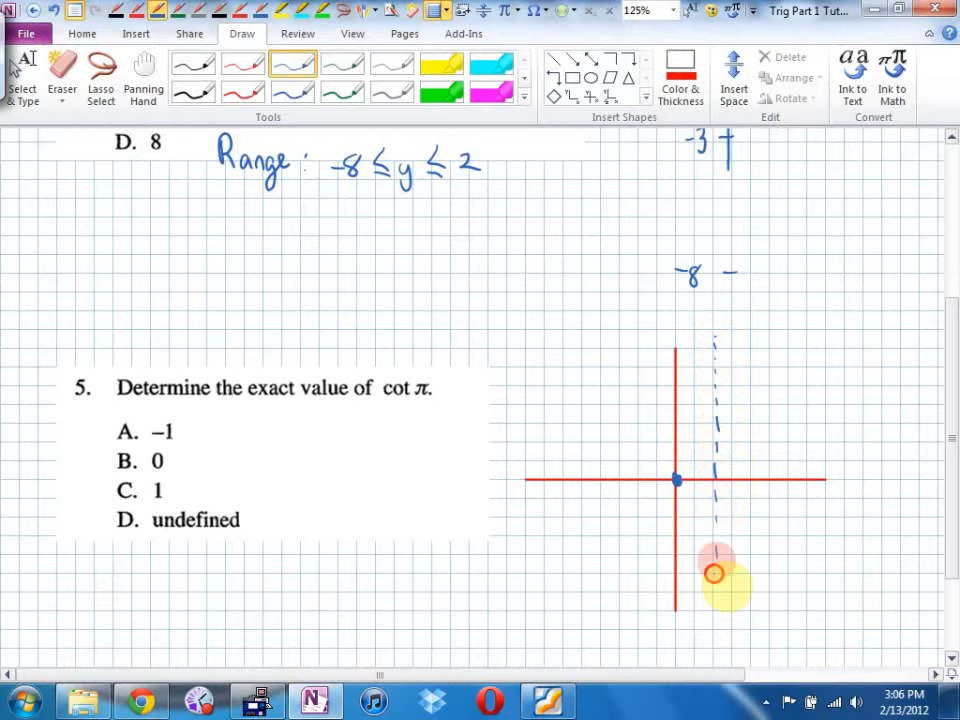 125%
Trig Part 1 Tut...
File Home Insert Share Draw Review Pages Add-Ins
Select & Type
Eraser
Lasso Select
Panning Hand
Color & Thickness
Insert Space
Delete
Arrange
Rotate
Ink to Text
Ink to Math
Tools
Insert Shapes
Edit
Convert
D. 8
Range: -8 ≤ y ≤ 2
-3
-8
5. Determine the exact value of cot π.
A. –1
B. 0
C. 1
D. undefined
3:06 PM
2/13/2012